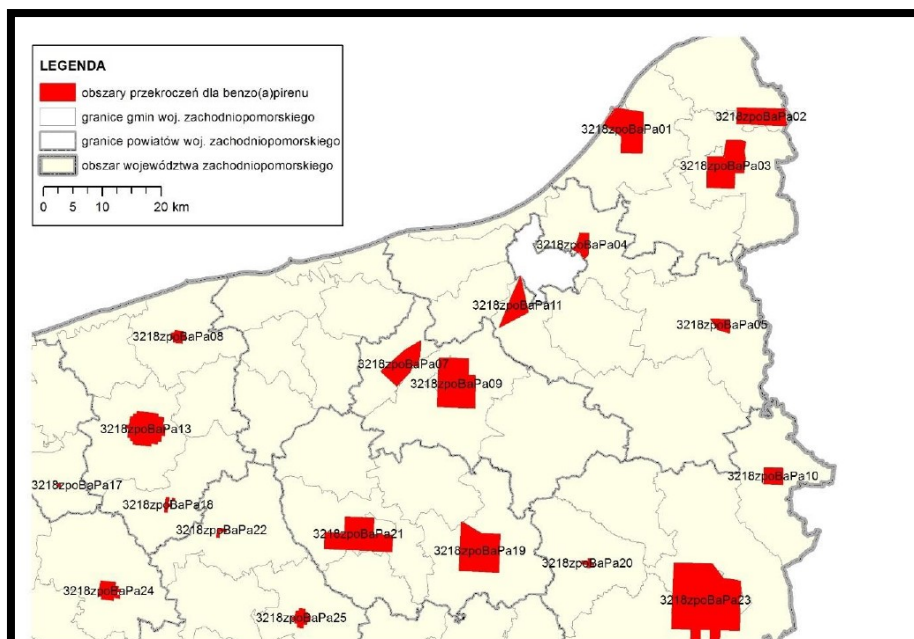 LEGENDA
obszary przekroczeń dla benzo(a)pirenu
granice gmin woj. zachodniopomorskiego
granice powiatów woj. zachodniopomorskiego
obszar województwa zachodniopomorskiego
0 5 10 20 km
3218zpoBaPa01
3218zpoBaPa02
3218zpoBaPa03
3218zpoBaPa04
3218zpoBaPa11
3218zpoBaPa05
3218zpoBaPa08
3218zpoBaPa07
3218zpoBaPa09
3218zpoBaPa13
3218zpoBaPa10
3218zpoBaPa17
3218zpoBaPa18
3218zpoBaPa22
3218zpoBaPa21
3218zpoBaPa19
3218zpoBaPa20
3218zpoBaPa24
3218zpoBaPa23
3218zpoBaPa25